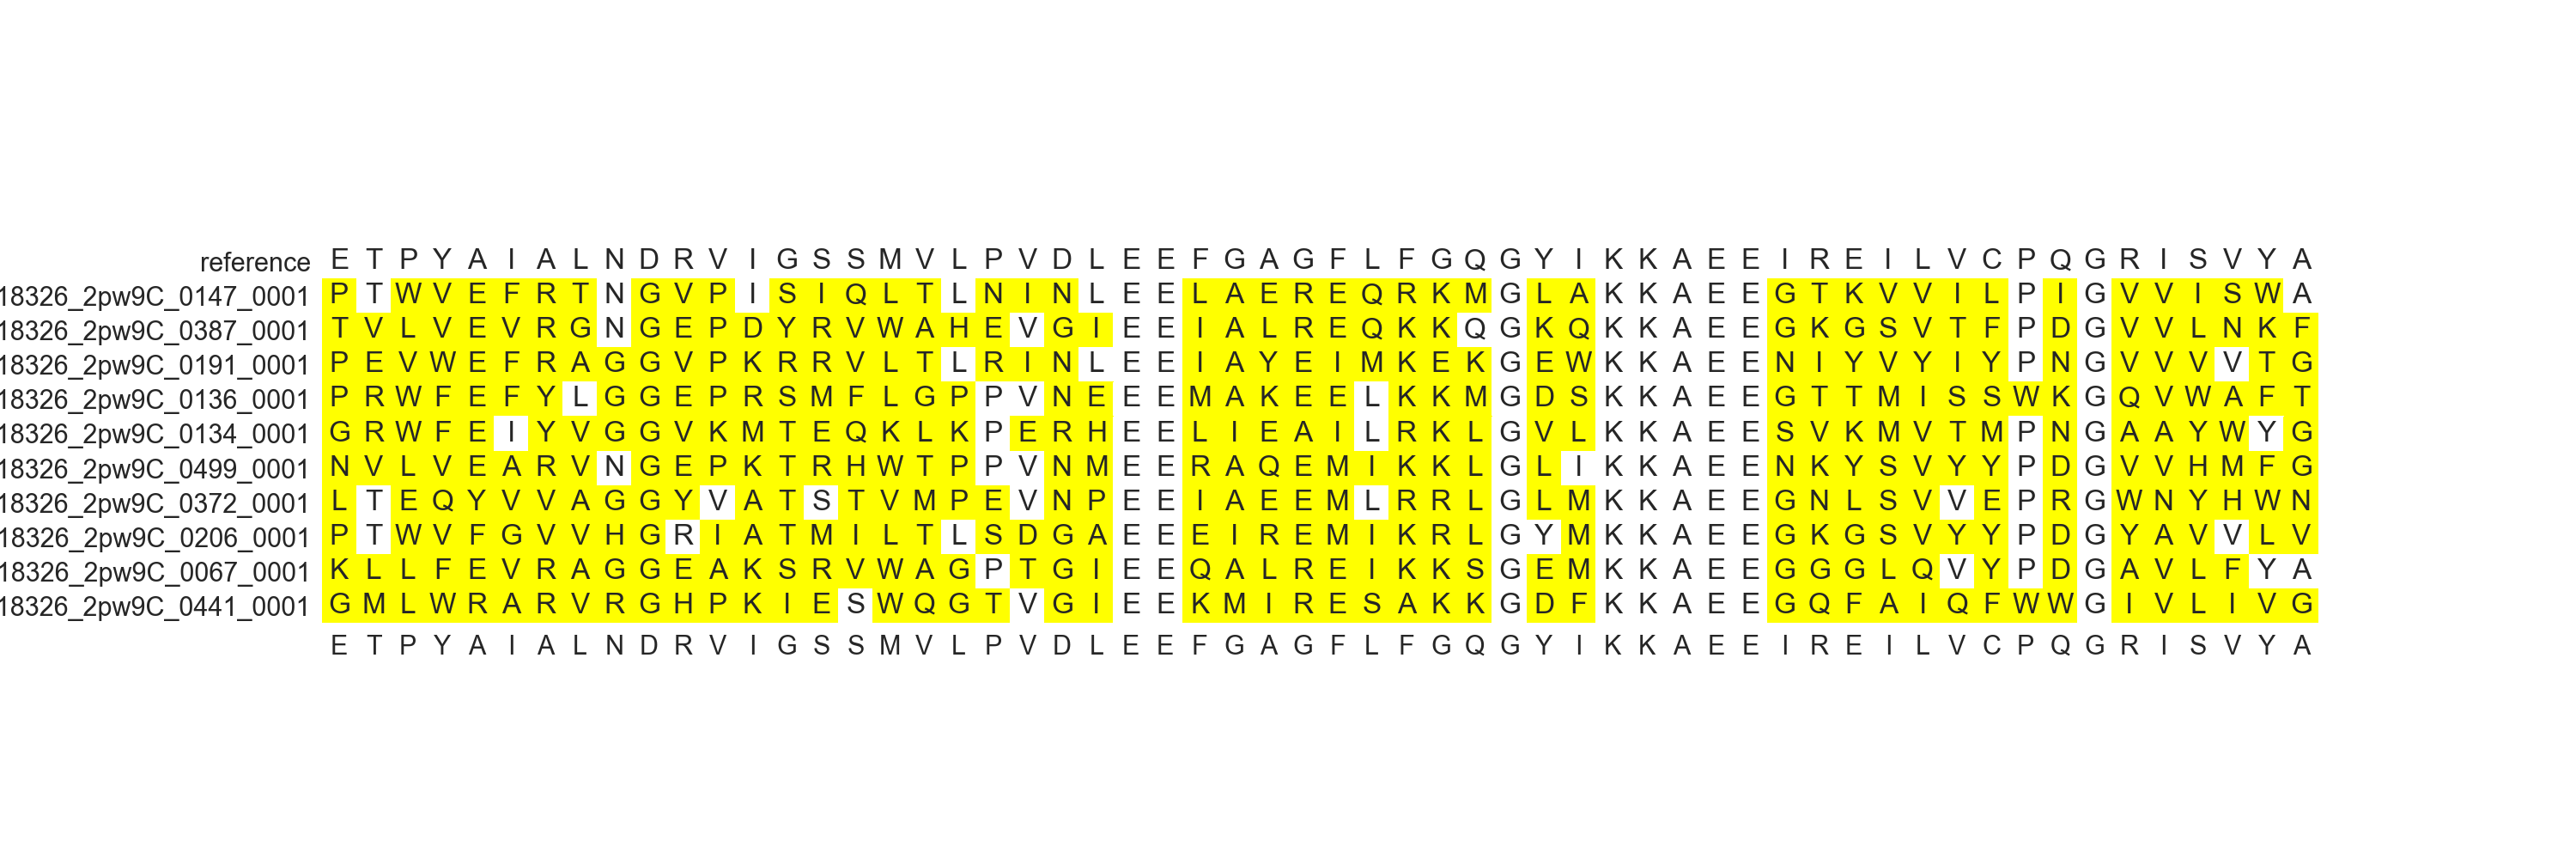 reference E T P Y A I A L N D R V I G S S M V L P V D L E E F G A G F L F G Q G Y I K K A E E I R E I L V C P Q G R I S V Y A
18326_2pw9C_0147_0001 P T W V E F R T N G V P I S I Q L T L N I N L E E L A E R E Q R K M G L A K K A E E G T K V V I L P I G V V I S W A
18326_2pw9C_0387_0001 T V L V E V R G N G E P D Y R V W A H E V G I E E I A L R E Q K K Q G K Q K K A E E G K G S V T F P D G V V L N K F
18326_2pw9C_0191_0001 P E V W E F R A G G V P K R R V L T L R I N L E E I A Y E I M K E K G E W K K A E E N I Y V Y I Y P N G V V V V T G
18326_2pw9C_0136_0001 P R W F E F Y L G G E P R S M F L G P P V N E E E M A K E E L K K M G D S K K A E E G T T M I S S W K G Q V W A F T
18326_2pw9C_0134_0001 G R W F E I Y V G G V K M T E Q K L K P E R H E E L I E A I L R K L G V L K K A E E S V K M V T M P N G A A Y W Y G
18326_2pw9C_0499_0001 N V L V E A R V N G E P K T R H W T P P V N M E E R A Q E M I K K L G L I K K A E E N K Y S V Y Y P D G V V H M F G
18326_2pw9C_0372_0001 L T E Q Y V V A G G Y V A T S T V M P E V N P E E I A E E M L R R L G L M K K A E E G N L S V V E P R G W N Y H W N
18326_2pw9C_0206_0001 P T W V F G V V H G R I A T M I L T L S D G A E E E I R E M I K R L G Y M K K A E E G K G S V Y Y P D G Y A V V L V
18326_2pw9C_0067_0001 K L L F E V R A G G E A K S R V W A G P T G I E E Q A L R E I K K S G E M K K A E E G G G L Q V Y P D G A V L F Y A
18326_2pw9C_0441_0001 G M L W R A R V R G H P K I E S W Q G T V G I E E K M I R E S A K K G D F K K A E E G Q F A I Q F W W G I V L I V G
E T P Y A I A L N D R V I G S S M V L P V D L E E F G A G F L F G Q G Y I K K A E E I R E I L V C P Q G R I S V Y A